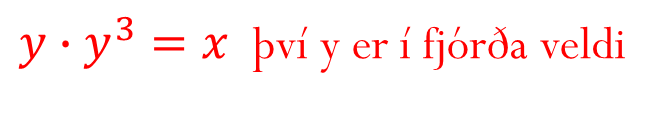 y · y³ = x því y er í fjórða veldi